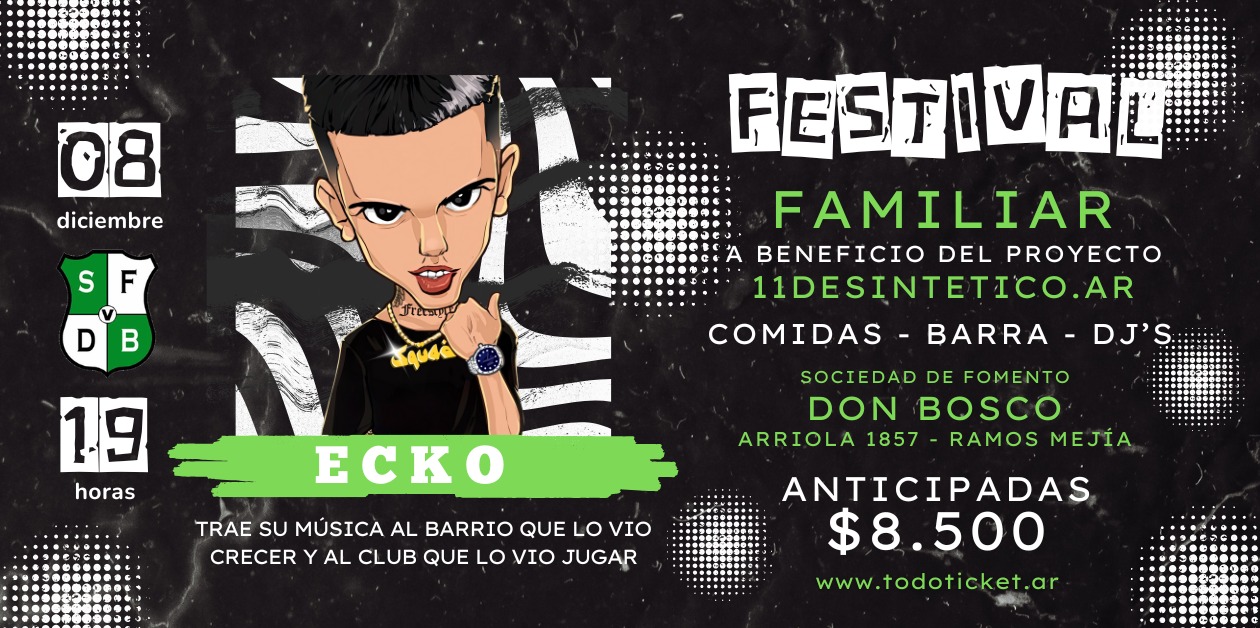 08
diciembre
S F
V
D B
19
horas
Freestyle
Squad
ECKO
TRAE SU MÚSICA AL BARRIO QUE LO VIO
CRECER Y AL CLUB QUE LO VIO JUGAR
FESTIVAL
FAMILIAR
A BENEFICIO DEL PROYECTO
11DESINTETICO.AR
COMIDAS - BARRA - DJ’S
SOCIEDAD DE FOMENTO
DON BOSCO
ARRIOLA 1857 - RAMOS MEJÍA
ANTICIPADAS
$8.500
www.todoticket.ar